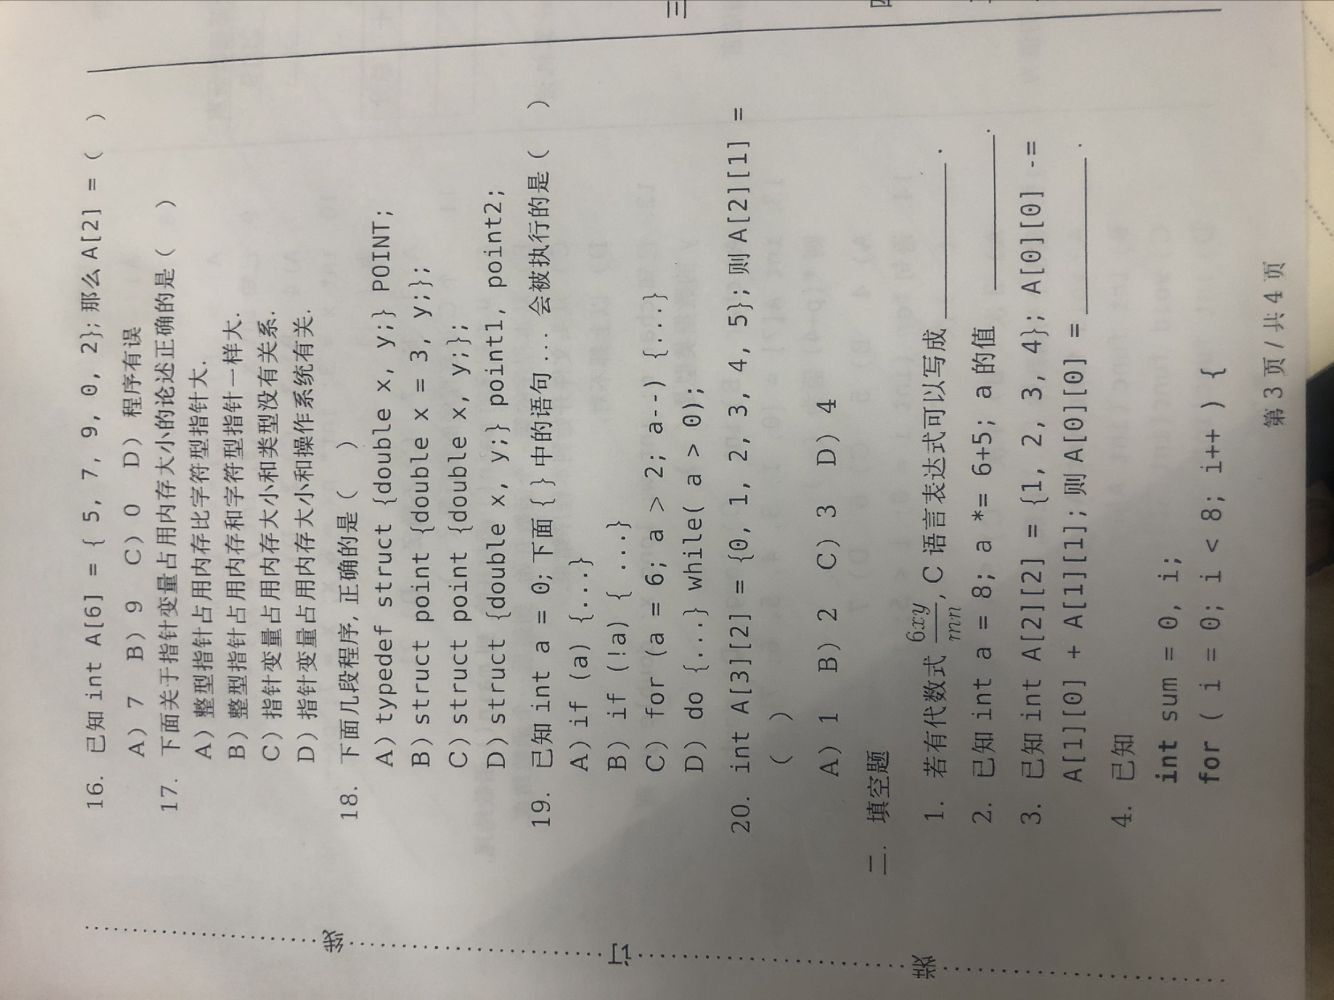 16. 已知 int A[6] = { 5, 7, 9, 0, 2}; 那么 A[2] = ( )
A) 7 B) 9 C) 0 D) 程序有误
17. 下面关于指针变量占用内存大小的论述正确的是 ( )
A) 整型指针占用内存比字符型指针大.
B) 整型指针占用内存和字符型指针一样大.
C) 指针变量占用内存大小和类型没有关系.
D) 指针变量占用内存大小和操作系统有关.
18. 下面几段程序, 正确的是 ( )
A) typedef struct {double x, y;} POINT;
B) struct point {double x = 3, y;};
C) struct point {double x, y;};
D) struct {double x, y;} point1, point2;
19. 已知 int a = 0; 下面 { } 中的语句 ... 会被执行的是 ( )
A) if (a) {...}
B) if (!a) { ...}
C) for (a = 6; a > 2; a--) {...}
D) do {...} while( a > 0);
20. int A[3][2] = {0, 1, 2, 3, 4, 5}; 则 A[2][1] =
( )
A) 1 B) 2 C) 3 D) 4
二. 填空题
1. 若有代数式 6xy/mn, C 语言表达式可以写成 ________.
2. 已知 int a = 8; a *= 6+5; a 的值 ________.
3. 已知 int A[2][2] = {1, 2, 3, 4}; A[0][0] -=
A[1][0] + A[1][1]; 则 A[0][0] = ________.
4. 已知
int sum = 0, i;
for ( i = 0; i < 8; i++ ) {
第 3 页 / 共 4 页
线
订
三